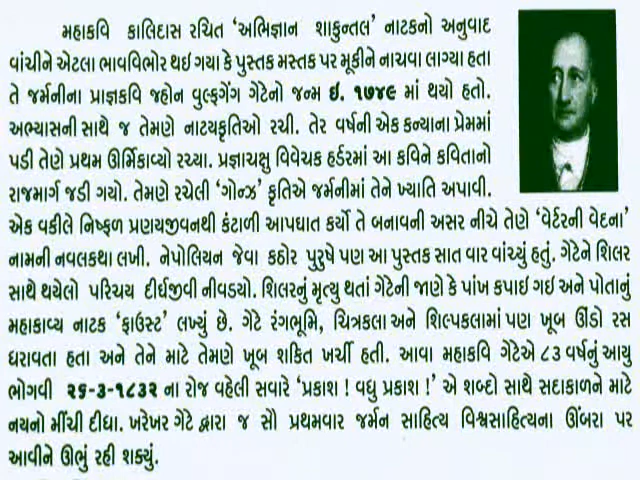 મહાકવિ કાલિદાસ રચિત ‘અભિજ્ઞાન શાકુન્તલ’ નાટકનો અનુવાદ
વાંચીને એટલા ભાવવિભોર થઇ ગયા કે પુસ્તક મસ્તક પર મૂકીને નાચવા લાગ્યા હતા
તે જર્મનીના પ્રાજ્ઞકવિ જ્હોન વુલ્ફગેંગ ગેટેનો જન્મ ઇ. ૧૭૪૯ માં થયો હતો.
અભ્યાસની સાથે જ તેમણે નાટયકૃતિઓ રચી. તેર વર્ષની એક કન્યાના પ્રેમમાં
પડી તેણે પ્રથમ ઊર્મિકાવ્યો રચ્યા. પ્રજ્ઞાચક્ષુ વિવેચક હર્ડરમાં આ કવિને કવિતાનો
રાજમાર્ગ જડી ગયો. તેમણે રચેલી ‘ગોન્ઝ’ કૃતિએ જર્મનીમાં તેને ખ્યાતિ અપાવી.
એક વકીલે નિષ્ફળ પ્રણયજીવનથી કંટાળી આપઘાત કર્યો તે બનાવની અસર નીચે તેણે ‘વેર્ટરની વેદના’
નામની નવલકથા લખી. નેપોલિયન જેવા કઠોર પુરુષે પણ આ પુસ્તક સાત વાર વાંચ્યું હતું. ગેટેને શિલર
સાથે થયેલો પરિચય દીર્ઘજીવી નીવડયો. શિલરનું મૃત્યુ થતાં ગેટેની જાણે કે પાંખ કપાઇ ગઇ અને પોતાનું
મહાકાવ્ય નાટક ‘ફાઉસ્ટ’ લખ્યું છે. ગેટે રંગભૂમિ, ચિત્રકલા અને શિલ્પકલામાં પણ ખૂબ ઊંડો રસ
ધરાવતા હતા અને તેને માટે તેમણે ખૂબ શકિત ખર્ચી હતી. આવા મહાકવિ ગેટેએ ૮૩ વર્ષનું આયુ
ભોગવી ૨૬-૩-૧૮૩૨ ના રોજ વહેલી સવારે ‘પ્રકાશ ! વધુ પ્રકાશ !’ એ શબ્દો સાથે સદાકાળને માટે
નયનો મીંચી દીધા. ખરેખર ગેટે દ્વારા જ સૌ પ્રથમવાર જર્મન સાહિત્ય વિશ્વસાહિત્યના ઊંબરા પર
આવીને ઊભું રહી શક્યું.